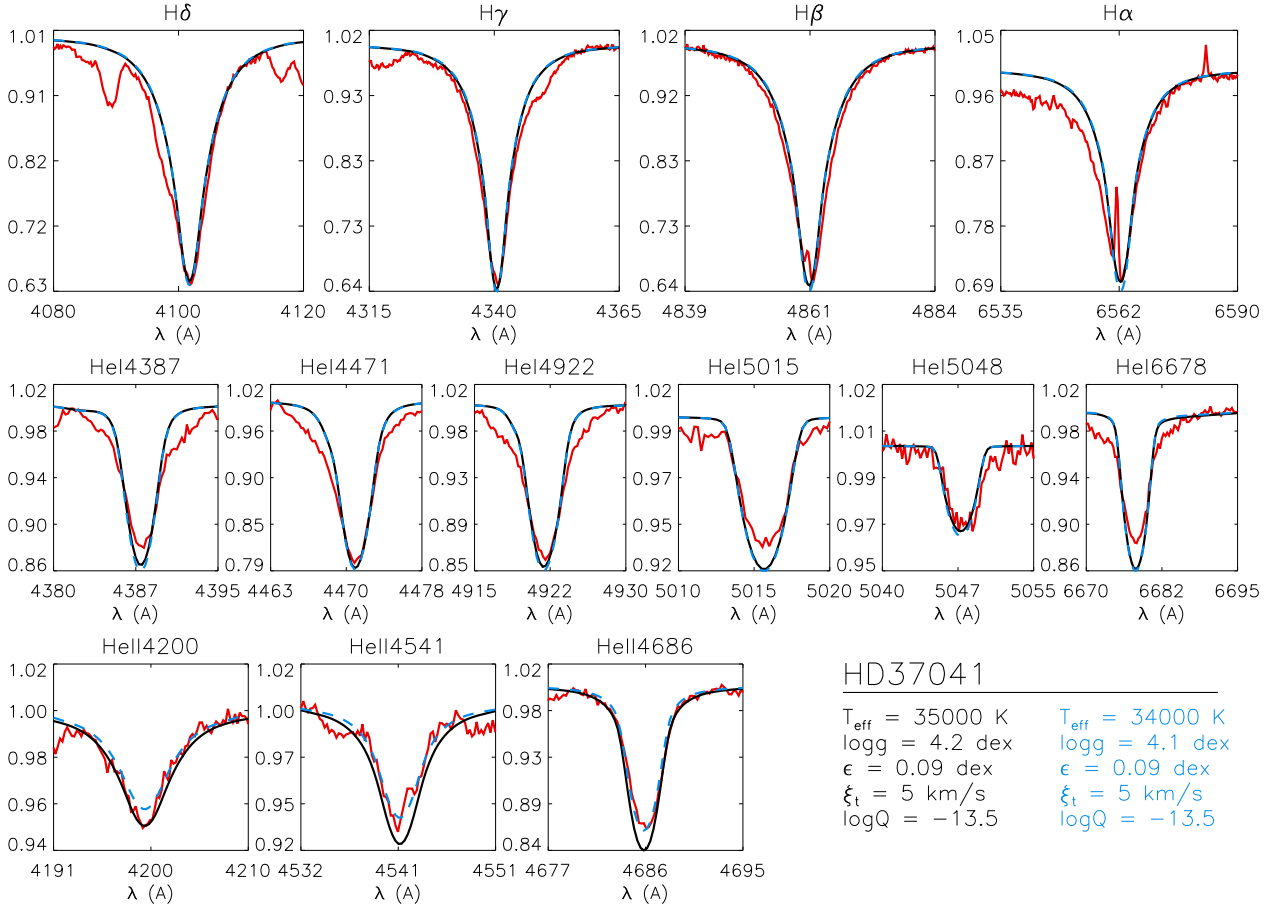 Hδ Hγ Hβ Hα
1.01 1.02 1.02 1.05
0.91 0.93 0.92 0.96
0.82 0.83 0.83 0.87
0.72 0.73 0.73 0.78
0.63 0.64 0.64 0.69
4080 4100 4120 4315 4340 4365 4839 4861 4884 6535 6562 6590
λ (A) λ (A) λ (A) λ (A)
HeI4387 HeI4471 HeI4922 HeI5015 HeI5048 HeI6678
1.02 1.02 1.02 1.02 1.02 1.02
0.98 0.96 0.98 0.99 1.01 0.98
0.94 0.90 0.93 0.97 0.99 0.94
0.90 0.85 0.89 0.95 0.97 0.90
0.86 0.79 0.85 0.92 0.95 0.86
4380 4387 4395 4463 4470 4478 4915 4922 4930 5010 5015 5020 5040 5047 5055 6670 6682 6695
λ (A) λ (A) λ (A) λ (A) λ (A) λ (A)
HeII4200 HeII4541 HeII4686
1.02 1.02 1.02
1.00 1.00 0.98
0.98 0.97 0.93
0.96 0.95 0.89
0.94 0.92 0.84
4191 4200 4210 4532 4541 4551 4677 4686 4695
λ (A) λ (A) λ (A)
HD37041
T_eff = 35000 K T_eff = 34000 K
logg = 4.2 dex logg = 4.1 dex
ϵ = 0.09 dex ϵ = 0.09 dex
ξ_t = 5 km/s ξ_t = 5 km/s
logQ = −13.5 logQ = −13.5